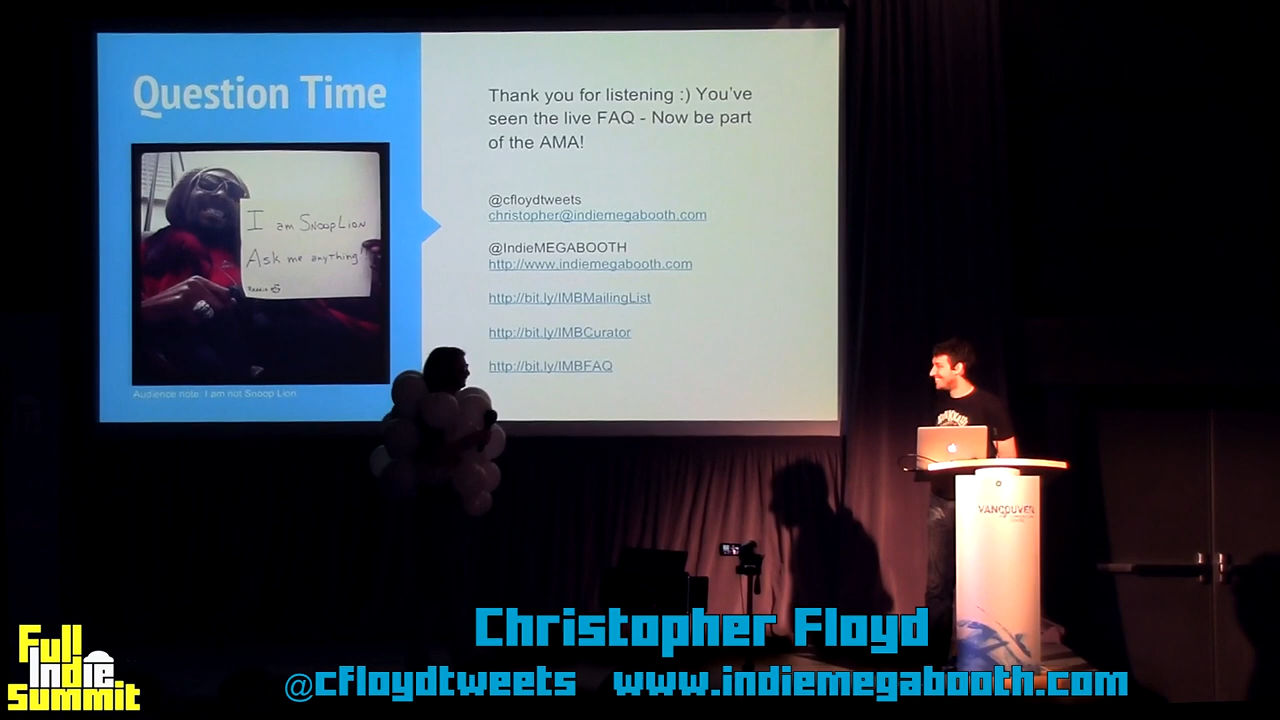 Question Time
I am SnoopLion
Ask me anything!
Audience note: I am not Snoop Lion.
Thank you for listening :) You've
seen the live FAQ - Now be part
of the AMA!
@cfloydtweets
christopher@indiemegabooth.com
@IndieMEGABOOTH
http://www.indiemegabooth.com
http://bit.ly/IMBMailingList
http://bit.ly/IMBCurator
http://bit.ly/IMBFAQ
VANCOUVER
Christopher Floyd
@cfloydtweets www.indiemegabooth.com
Full
Indie
Summit